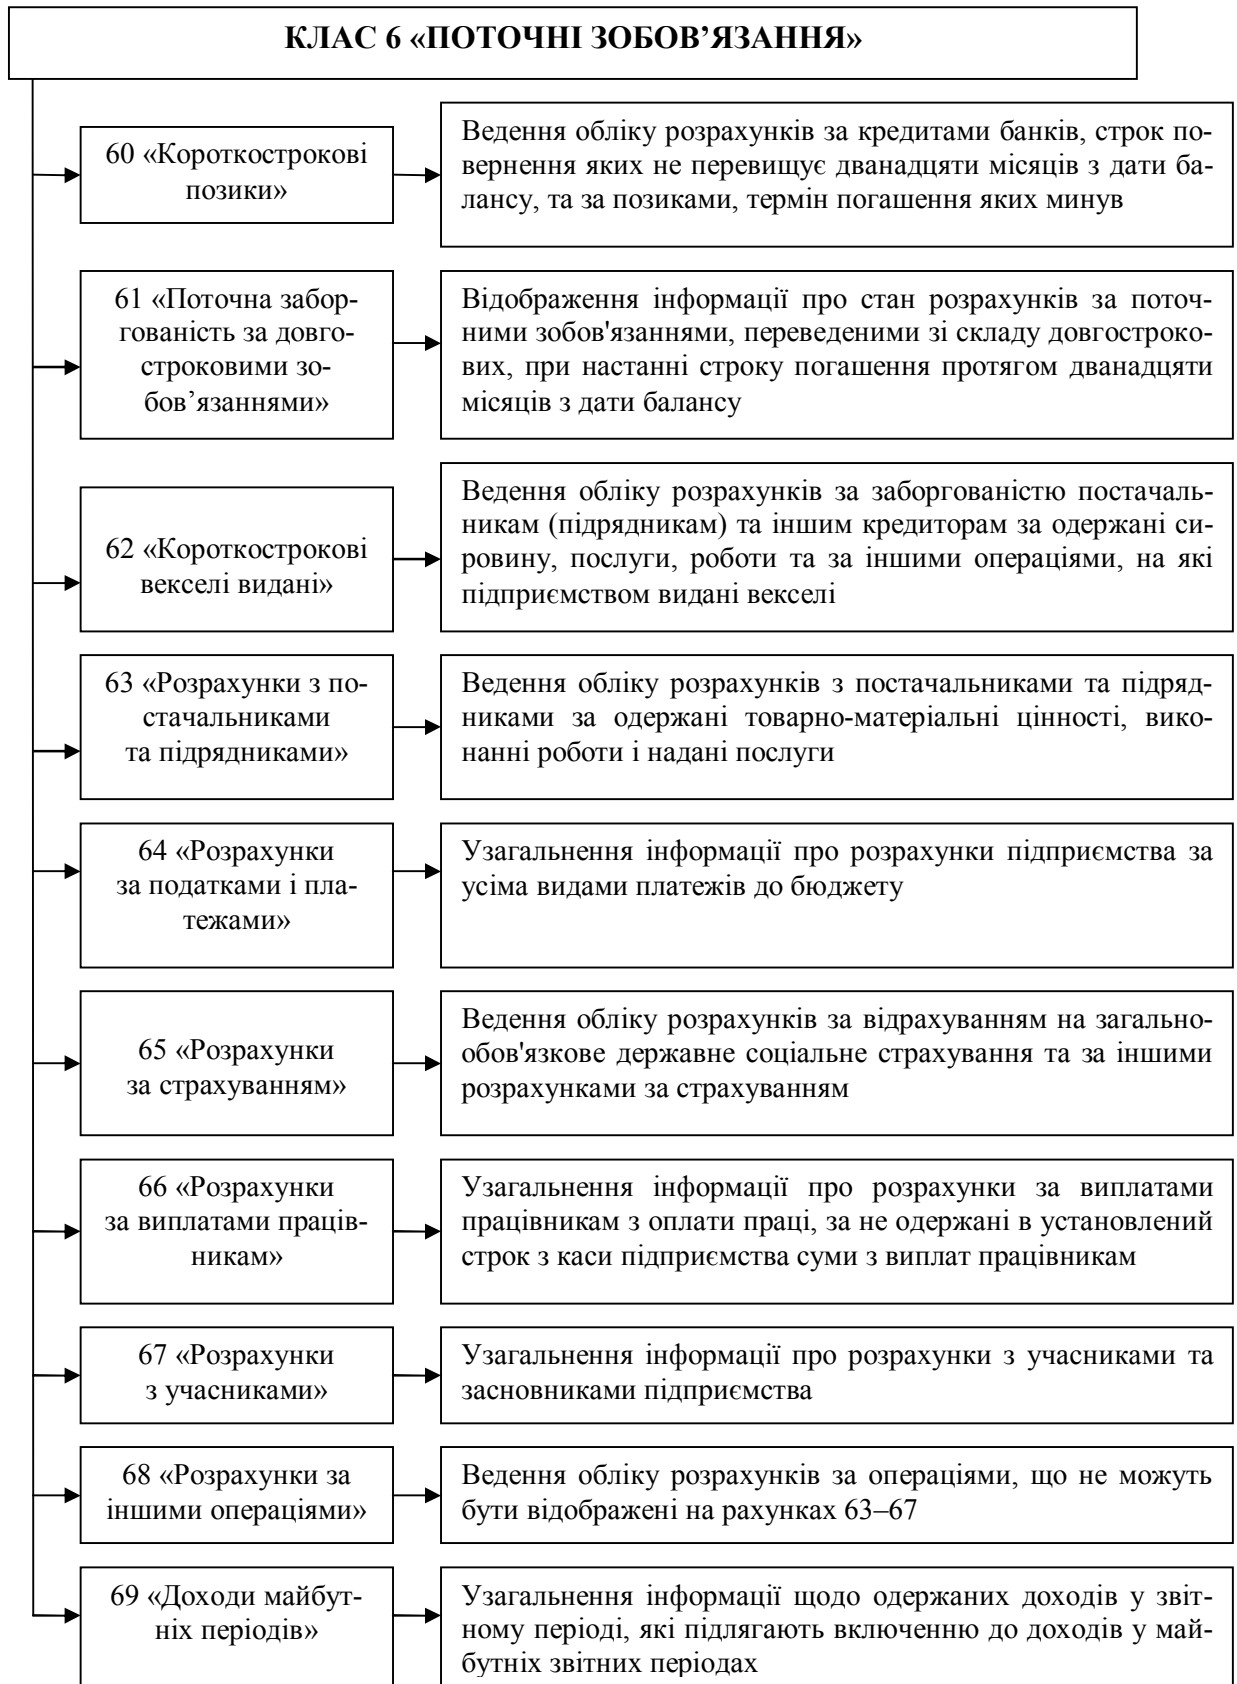 КЛАС 6 «ПОТОЧНІ ЗОБОВ’ЯЗАННЯ»
60 «Короткострокові
позики»
Ведення обліку розрахунків за кредитами банків, строк по-
вернення яких не перевищує дванадцяти місяців з дати ба-
лансу, та за позиками, термін погашення яких минув
61 «Поточна забор-
гованість за довго-
строковими зо-
бов’язаннями»
Відображення інформації про стан розрахунків за поточ-
ними зобов'язаннями, переведеними зі складу довгостроко-
вих, при настанні строку погашення протягом дванадцяти
місяців з дати балансу
62 «Короткострокові
векселі видані»
Ведення обліку розрахунків за заборгованістю постачаль-
никам (підрядникам) та іншим кредиторам за одержані си-
ровину, послуги, роботи та за іншими операціями, на які
підприємством видані векселі
63 «Розрахунки з по-
стачальниками
та підрядниками»
Ведення обліку розрахунків з постачальниками та підряд-
никами за одержані товарно-матеріальні цінності, вико-
нанні роботи і надані послуги
64 «Розрахунки
за податками і пла-
тежами»
Узагальнення інформації про розрахунки підприємства за
усіма видами платежів до бюджету
65 «Розрахунки
за страхуванням»
Ведення обліку розрахунків за відрахуванням на загально-
обов'язкове державне соціальне страхування та за іншими
розрахунками за страхуванням
66 «Розрахунки
за виплатами праців-
никам»
Узагальнення інформації про розрахунки за виплатами
працівникам з оплати праці, за не одержані в установлений
строк з каси підприємства суми з виплат працівникам
67 «Розрахунки
з учасниками»
Узагальнення інформації про розрахунки з учасниками та
засновниками підприємства
68 «Розрахунки за
іншими операціями»
Ведення обліку розрахунків за операціями, що не можуть
бути відображені на рахунках 63–67
69 «Доходи майбут-
ніх періодів»
Узагальнення інформації щодо одержаних доходів у звіт-
ному періоді, які підлягають включенню до доходів у май-
бутніх звітних періодах